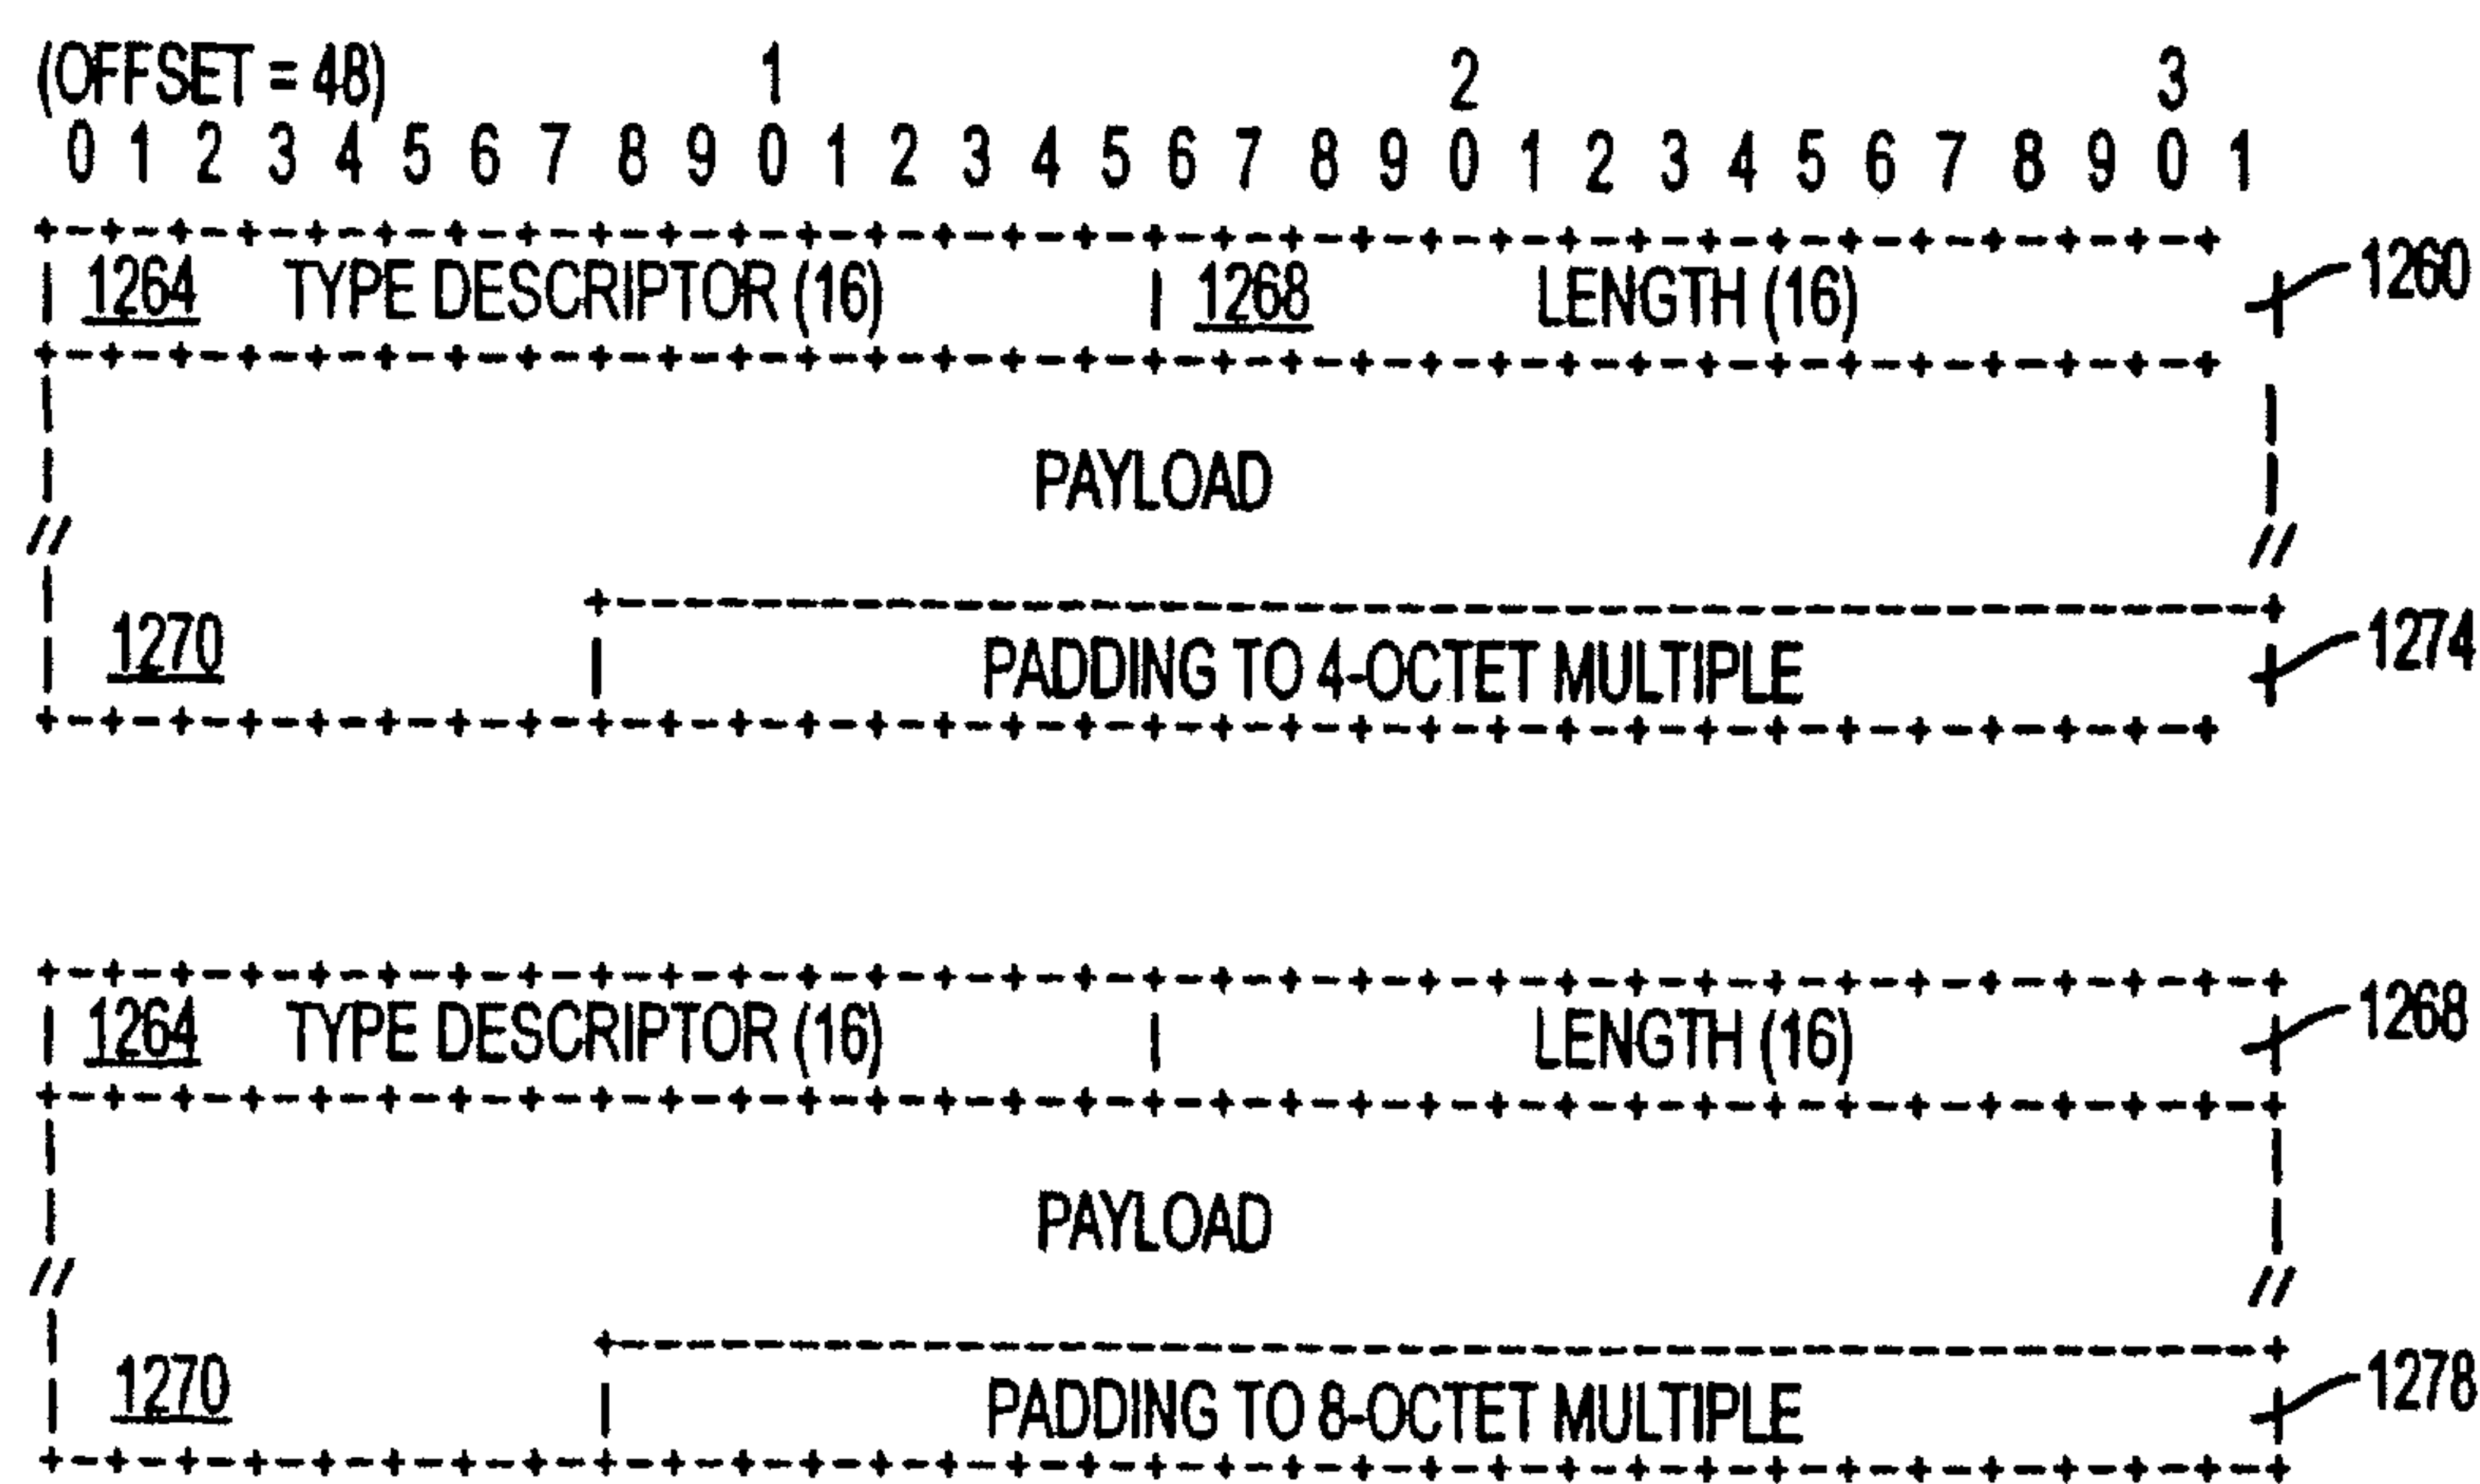 (OFFSET = 48) 1 2 3
0 1 2 3 4 5 6 7 8 9 0 1 2 3 4 5 6 7 8 9 0 1 2 3 4 5 6 7 8 9 0 1
1264 TYPE DESCRIPTOR (16) | 1268 LENGTH (16) 1260
PAYLOAD
1270 PADDING TO 4-OCTET MULTIPLE 1274
1264 TYPE DESCRIPTOR (16) | LENGTH (16) 1268
PAYLOAD
1270 PADDING TO 8-OCTET MULTIPLE 1278